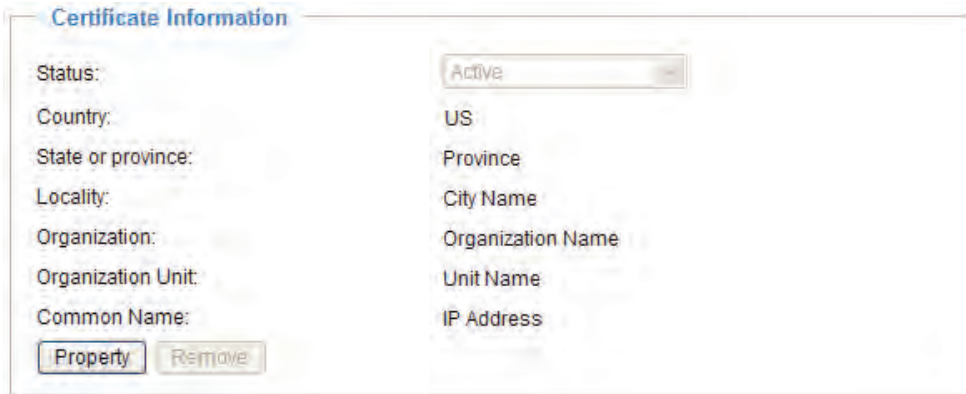 Certificate Information
Status: Active
Country: US
State or province: Province
Locality: City Name
Organization: Organization Name
Organization Unit: Unit Name
Common Name: IP Address
Property Remove